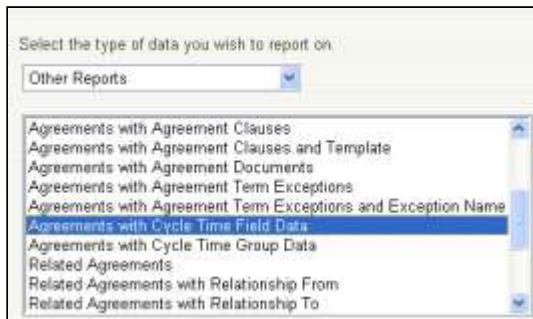 Select the type of data you wish to report on.
Other Reports
Agreements with Agreement Clauses
Agreements with Agreement Clauses and Template
Agreements with Agreement Documents
Agreements with Agreement Term Exceptions
Agreements with Agreement Term Exceptions and Exception Name
Agreements with Cycle Time Field Data
Agreements with Cycle Time Group Data
Related Agreements
Related Agreements with Relationship From
Related Agreements with Relationship To